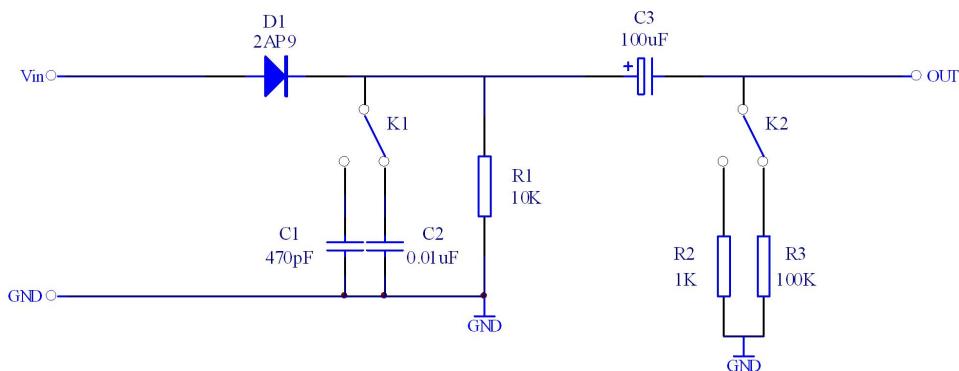 D1
2AP9
C3
100uF
Vin
+
OUT
K1
K2
R1
10K
C1
470pF
C2
0.01uF
R2
1K
R3
100K
GND
GND
GND